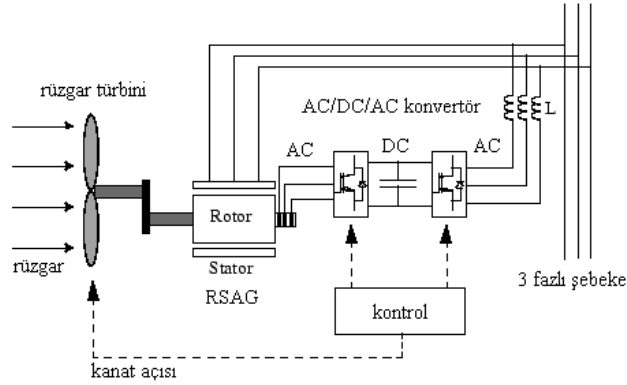 rüzgar türbini
AC/DC/AC konvertör
L
AC
DC
AC
Rotor
rüzgar
Stator
RSAG
kontrol
3 fazlı şebeke
kanat açısı